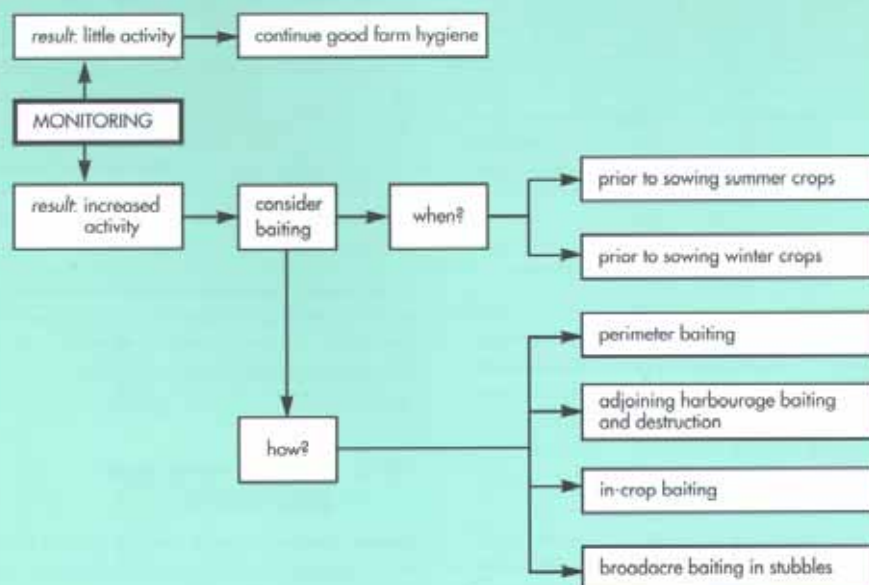 result: little activity
continue good farm hygiene
MONITORING
result: increased
activity
consider
baiting
when?
prior to sowing summer crops
prior to sowing winter crops
how?
perimeter baiting
adjoining harbourage baiting
and destruction
in-crop baiting
broadacre baiting in stubbles